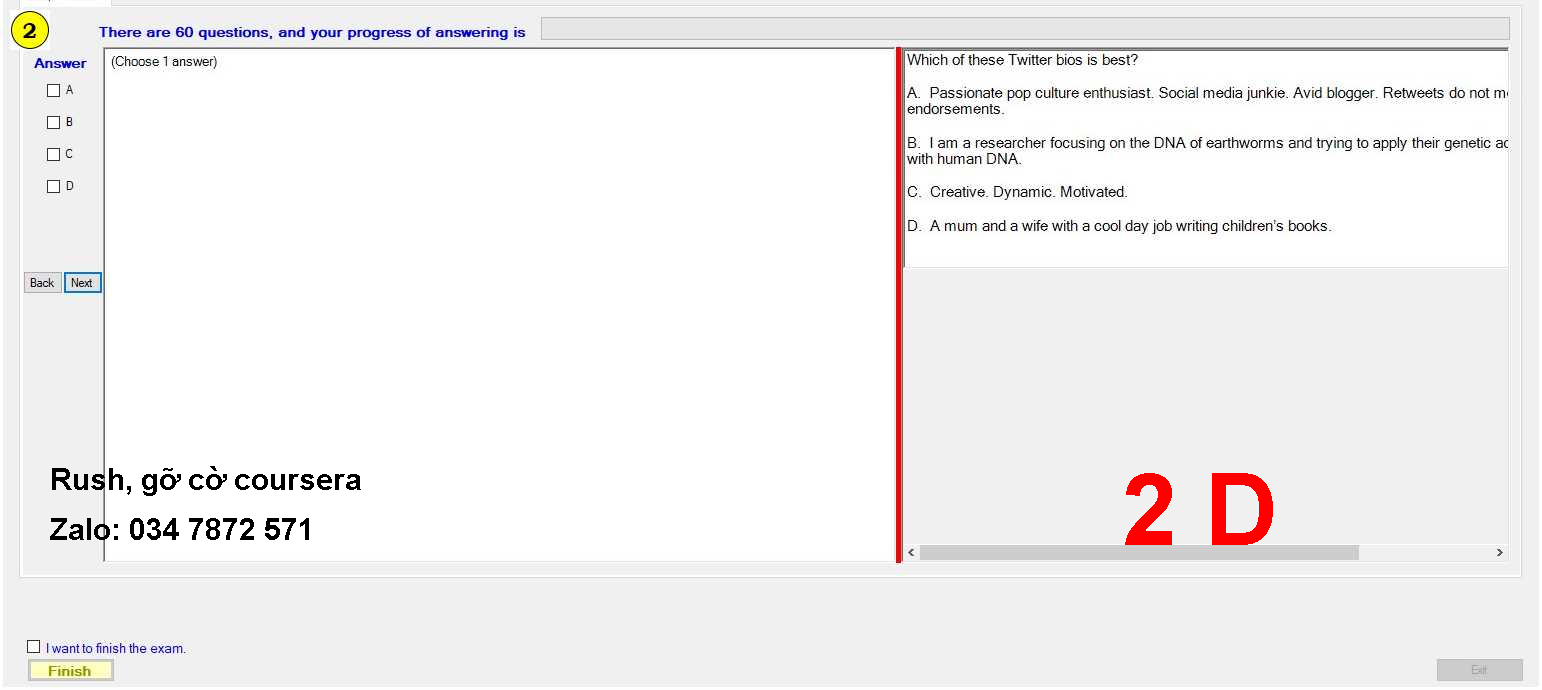 2
There are 60 questions, and your progress of answering is
Answer
(Choose 1 answer)
A
B
C
D
Back
Next
Which of these Twitter bios is best?
A. Passionate pop culture enthusiast. Social media junkie. Avid blogger. Retweets do not m
endorsements.
B. I am a researcher focusing on the DNA of earthworms and trying to apply their genetic
with human DNA.
C. Creative. Dynamic. Motivated.
D. A mum and a wife with a cool day job writing children's books.
Rush, gỡ cờ coursera
Zalo: 034 7872 571
2 D
I want to finish the exam.
Finish
Exit